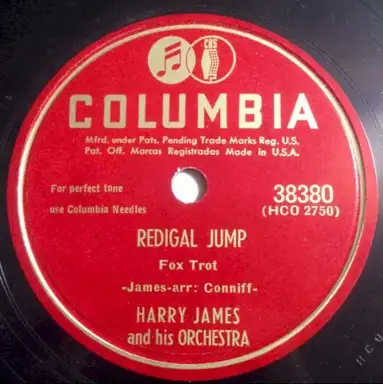 CBS
COLUMBIA
Mfrd. under Pats. Pending Trade Marks Reg. U.S.
Pat. Off. Marcas Registradas Made in U.S.A.
For perfect tone
use Columbia Needles
38380
(HCO 2750)
REDIGAL JUMP
Fox Trot
-James-arr: Conniff-
HARRY JAMES
and his ORCHESTRA
HCO